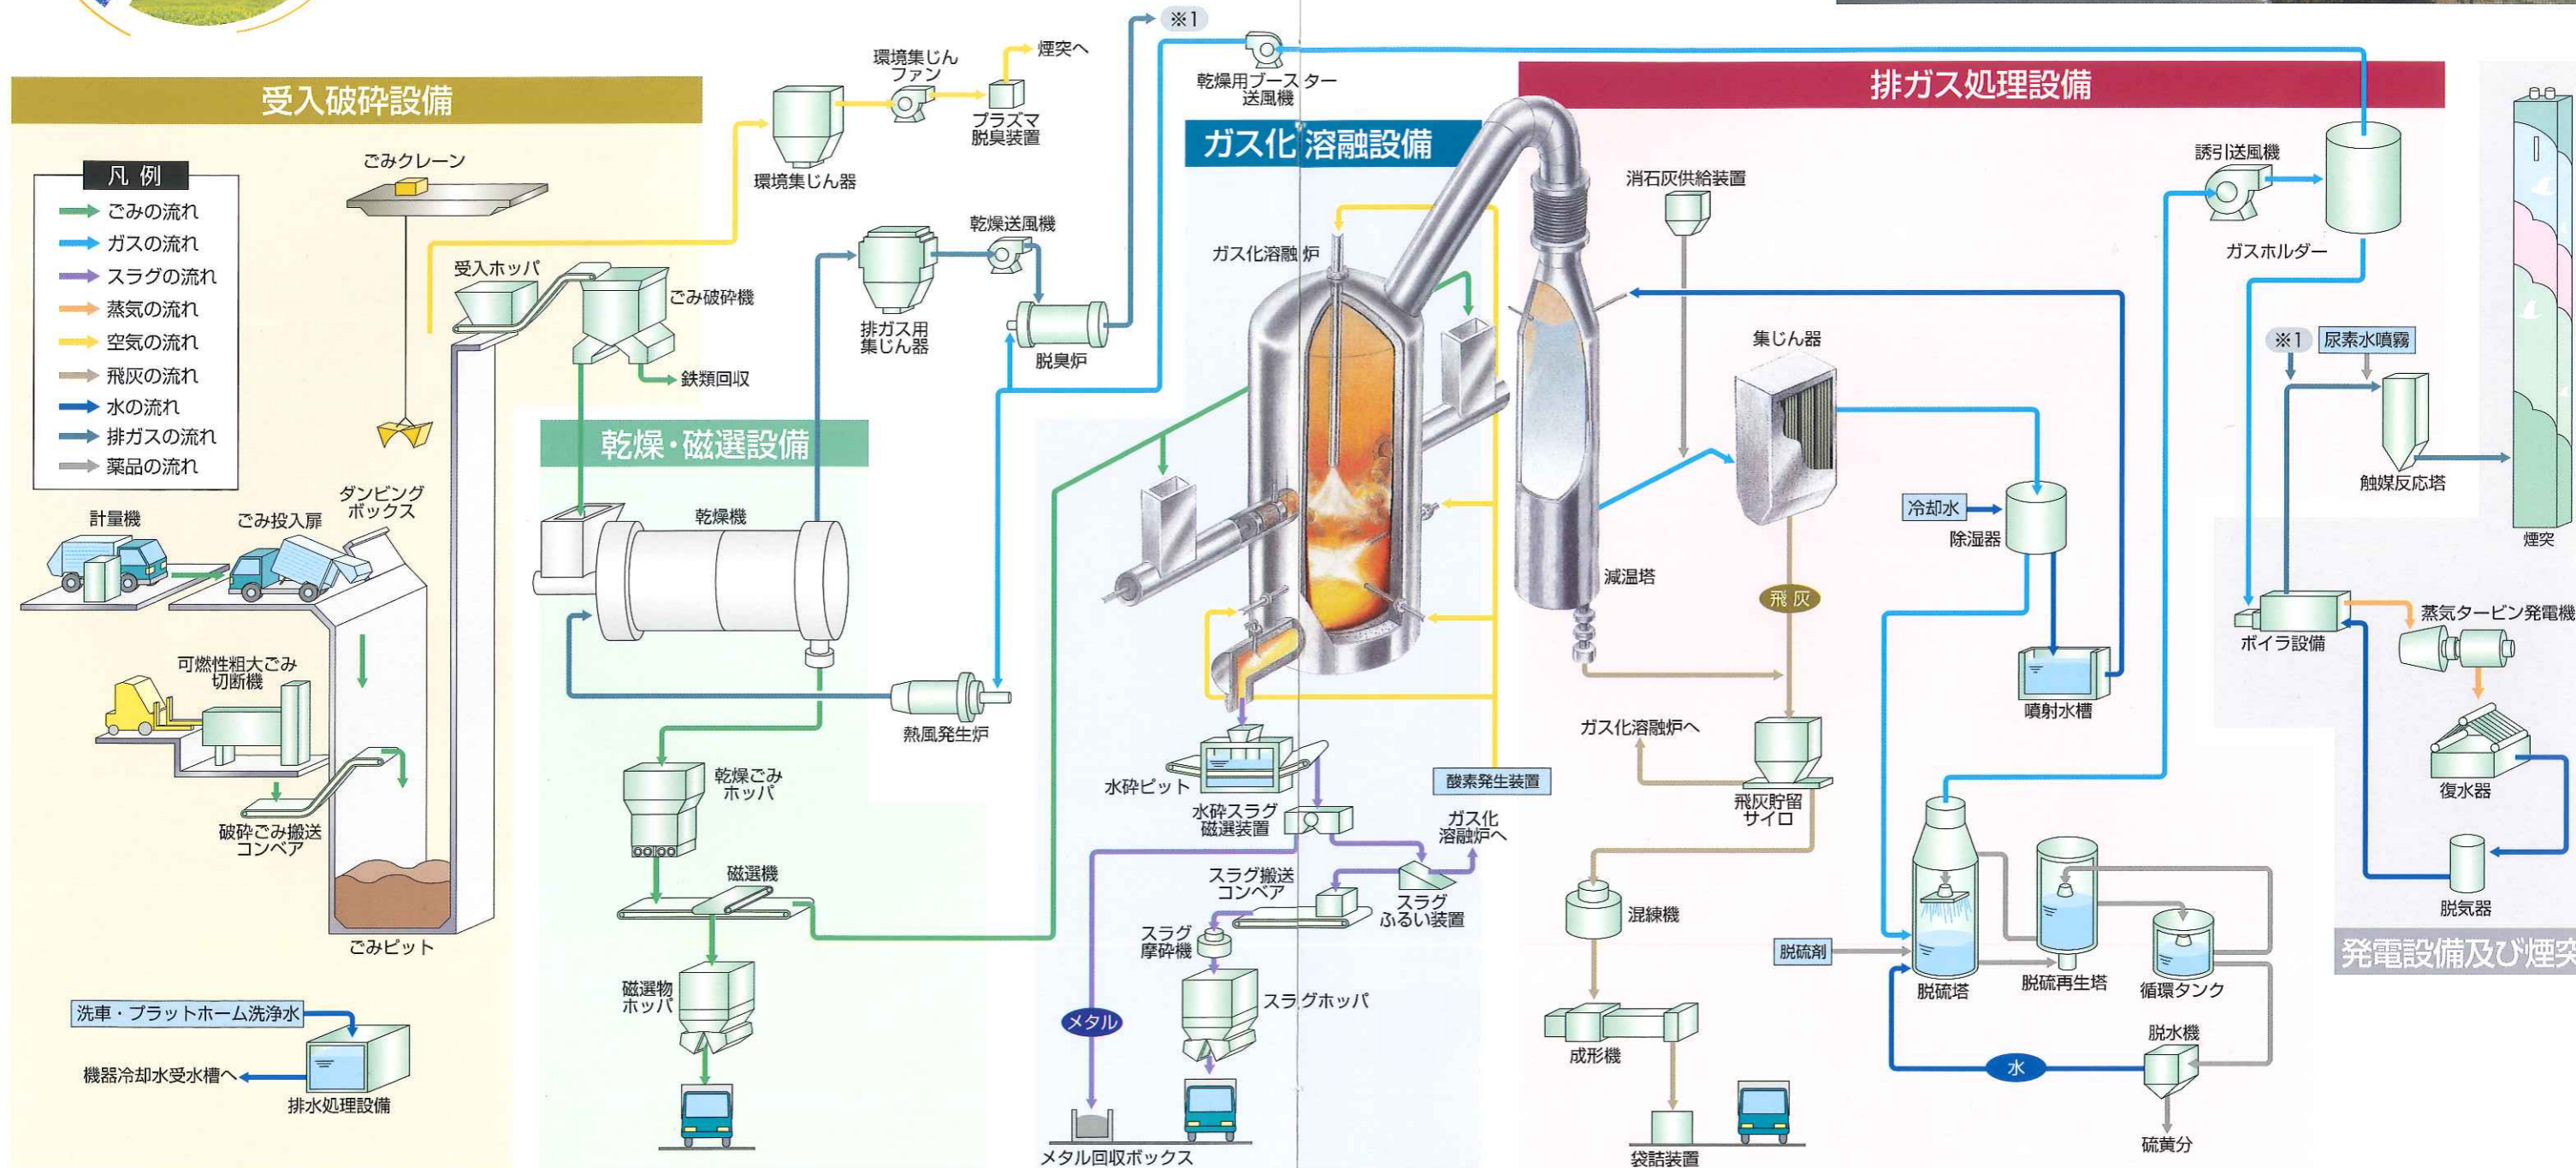 受入破砕設備
凡 例
ごみの流れ
ガスの流れ
スラグの流れ
蒸気の流れ
空気の流れ
飛灰の流れ
水の流れ
排ガスの流れ
薬品の流れ
ごみクレーン
受入ホッパ
ごみ破砕機
鉄類回収
計量機
ごみ投入扉
ダンピング
ボックス
可燃性粗大ごみ
切断機
破砕ごみ搬送
コンベア
ごみピット
洗車・プラットホーム洗浄水
機器冷却水受水槽へ
排水処理設備
環境集じん
ファン
煙突へ
プラズマ
脱臭装置
環境集じん器
※1
乾燥用ブースター
送風機
乾燥送風機
排ガス用
集じん器
脱臭炉
乾燥・磁選設備
乾燥機
熱風発生炉
乾燥ごみ
ホッパ
磁選機
磁選物
ホッパ
ガス化溶融設備
ガス化溶融炉
水砕ピット
水砕スラグ
磁選装置
酸素発生装置
ガス化
溶融炉へ
スラグ搬送
コンベア
スラグ
ふるい装置
スラグ
摩砕機
スラグホッパ
メタル
メタル回収ボックス
排ガス処理設備
消石灰供給装置
集じん器
減温塔
飛灰
ガス化溶融炉へ
飛灰貯留
サイロ
混練機
成形機
袋詰装置
冷却水
除湿器
噴射水槽
誘引送風機
ガスホルダー
脱硫剤
脱硫塔
脱硫再生塔
循環タンク
脱水機
水
硫黄分
※1
尿素水噴霧
触媒反応塔
煙突
ボイラ設備
蒸気タービン発電機
復水器
脱気器
発電設備及び煙突